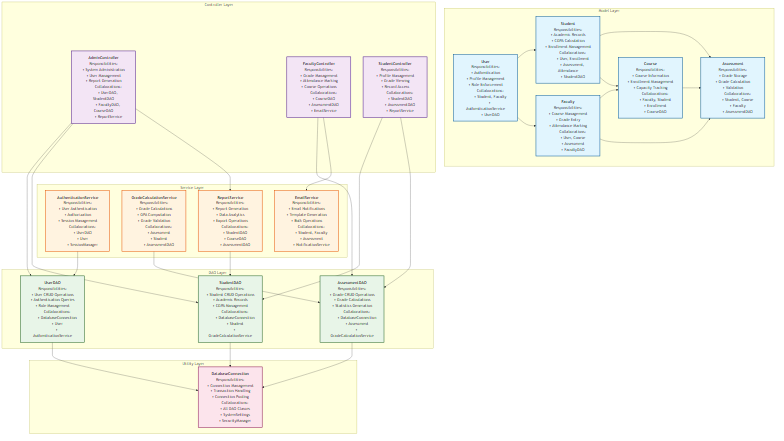 Controller Layer
AdminController
Responsibilities:
• System Administration
• User Management
• Report Generation
Collaborations:
• UserDAO,
StudentDAO
• FacultyDAO,
CourseDAO
• ReportService
FacultyController
Responsibilities:
• Grade Management
• Attendance Marking
• Course Operations
Collaborations:
• CourseDAO
• AssessmentDAO
• EmailService
StudentController
Responsibilities:
• Profile Management
• Grade Viewing
• Record Access
Collaborations:
• StudentDAO
• AssessmentDAO
• ReportService
Service Layer
AuthenticationService
Responsibilities:
• User Authentication
• Authorization
• Session Management
Collaborations:
• UserDAO
• User
• SessionManager
GradeCalculationService
Responsibilities:
• Grade Calculation
• GPA Computation
• Grade Validation
Collaborations:
• Assessment
• Student
• AssessmentDAO
ReportService
Responsibilities:
• Report Generation
• Data Analytics
• Export Operations
Collaborations:
• StudentDAO
• CourseDAO
• AssessmentDAO
EmailService
Responsibilities:
• Email Notifications
• Template Generation
• Bulk Operations
Collaborations:
• Student, Faculty
• Assessment
• NotificationService
DAO Layer
UserDAO
Responsibilities:
• User CRUD Operations
• Authentication Queries
• Role Management
Collaborations:
• DatabaseConnection
• User
•
AuthenticationService
StudentDAO
Responsibilities:
• Student CRUD Operations
• Academic Records
• CGPA Management
Collaborations:
• DatabaseConnection
• Student
•
GradeCalculationService
AssessmentDAO
Responsibilities:
• Grade CRUD Operations
• Grade Calculations
• Statistics Generation
Collaborations:
• DatabaseConnection
• Assessment
•
GradeCalculationService
Utility Layer
DatabaseConnection
Responsibilities:
• Connection Management
• Transaction Handling
• Connection Pooling
Collaborations:
• All DAO Classes
• SystemSettings
• SecurityManager
Model Layer
User
Responsibilities:
• Authentication
• Profile Management
• Role Enforcement
Collaborations:
• Student, Faculty
•
AuthenticationService
• UserDAO
Student
Responsibilities:
• Academic Records
• CGPA Calculation
• Enrollment Management
Collaborations:
• User, Enrollment
• Assessment,
Attendance
• StudentDAO
Faculty
Responsibilities:
• Course Management
• Grade Entry
• Attendance Marking
Collaborations:
• User, Course
• Assessment
• FacultyDAO
Course
Responsibilities:
• Course Information
• Enrollment Management
• Capacity Tracking
Collaborations:
• Faculty, Student
• Enrollment
• CourseDAO
Assessment
Responsibilities:
• Grade Storage
• Grade Calculation
• Validation
Collaborations:
• Student, Course
• Faculty
• AssessmentDAO